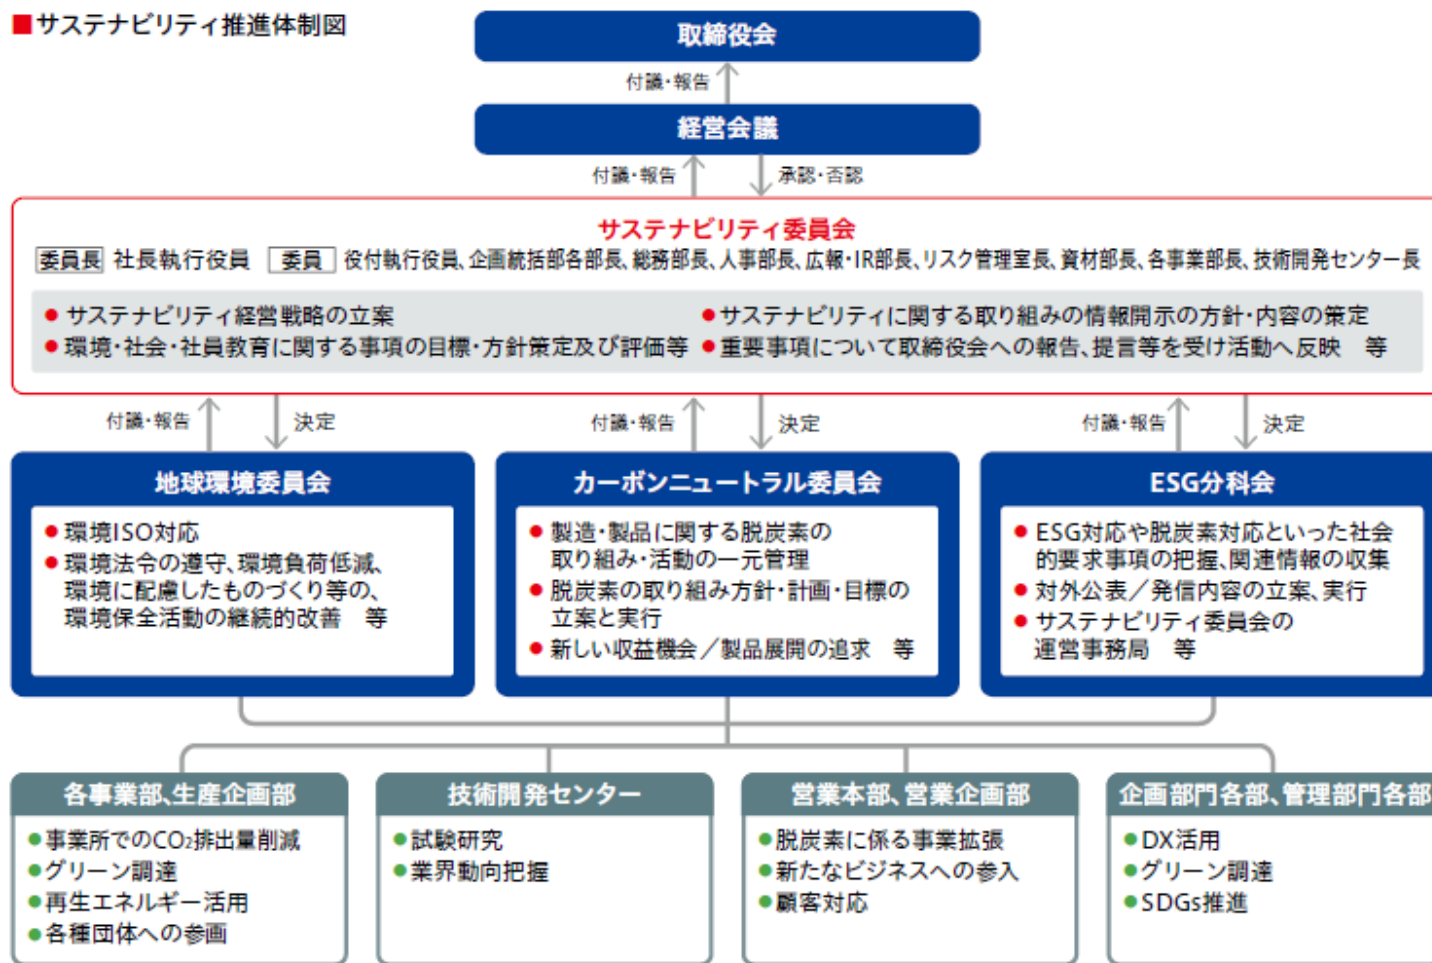 ■サステナビリティ推進体制図
取締役会
付議・報告
経営会議
付議・報告
承認・否認
サステナビリティ委員会
委員長 社長執行役員 委員 役付執行役員、企画統括部各部長、総務部長、人事部長、広報・IR部長、リスク管理室長、資材部長、各事業部長、技術開発センター長
●サステナビリティ経営戦略の立案
●環境・社会・社員教育に関する事項の目標・方針策定及び評価等
●サステナビリティに関する取り組みの情報開示の方針・内容の策定
●重要事項について取締役会への報告、提言等を受け活動へ反映 等
付議・報告
決定
付議・報告
決定
付議・報告
決定
地球環境委員会
●環境ISO対応
●環境法令の遵守、環境負荷低減、
環境に配慮したものづくり等の、
環境保全活動の継続的改善 等
カーボンニュートラル委員会
●製造・製品に関する脱炭素の
取り組み・活動の一元管理
●脱炭素の取り組み方針・計画・目標の
立案と実行
●新しい収益機会／製品展開の追求 等
ESG分科会
●ESG対応や脱炭素対応といった社会
的要求事項の把握、関連情報の収集
●対外公表／発信内容の立案、実行
●サステナビリティ委員会の
運営事務局 等
各事業部、生産企画部
●事業所でのCO₂排出量削減
●グリーン調達
●再生エネルギー活用
●各種団体への参画
技術開発センター
●試験研究
●業界動向把握
営業本部、営業企画部
●脱炭素に係る事業拡張
●新たなビジネスへの参入
●顧客対応
企画部門各部、管理部門各部
●DX活用
●グリーン調達
●SDGs推進